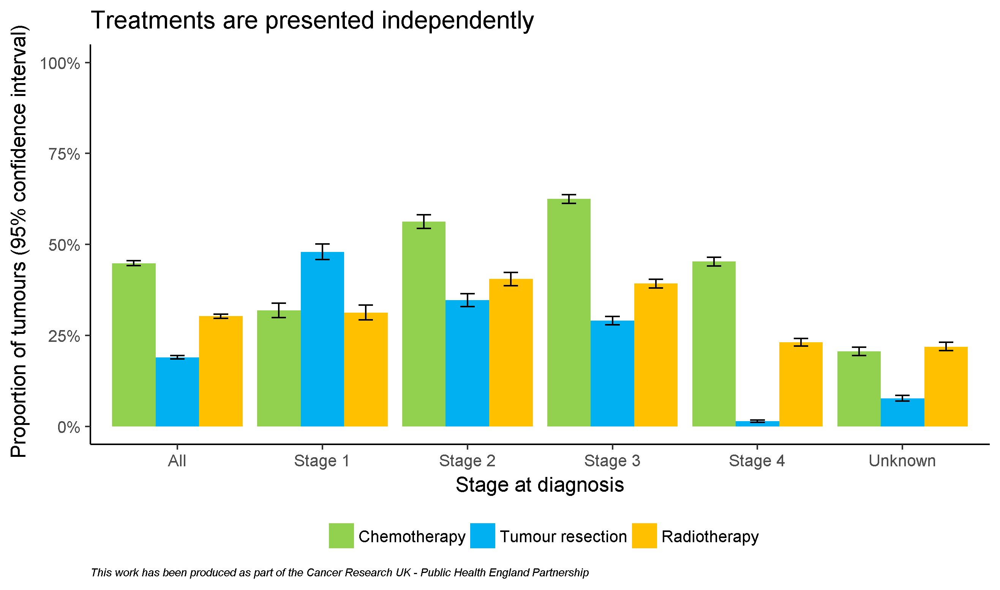 Treatments are presented independently
Proportion of tumours (95% confidence interval)
100%
75%
50%
25%
0%
All
Stage 1
Stage 2
Stage 3
Stage 4
Unknown
Stage at diagnosis
Chemotherapy
Tumour resection
Radiotherapy
This work has been produced as part of the Cancer Research UK - Public Health England Partnership